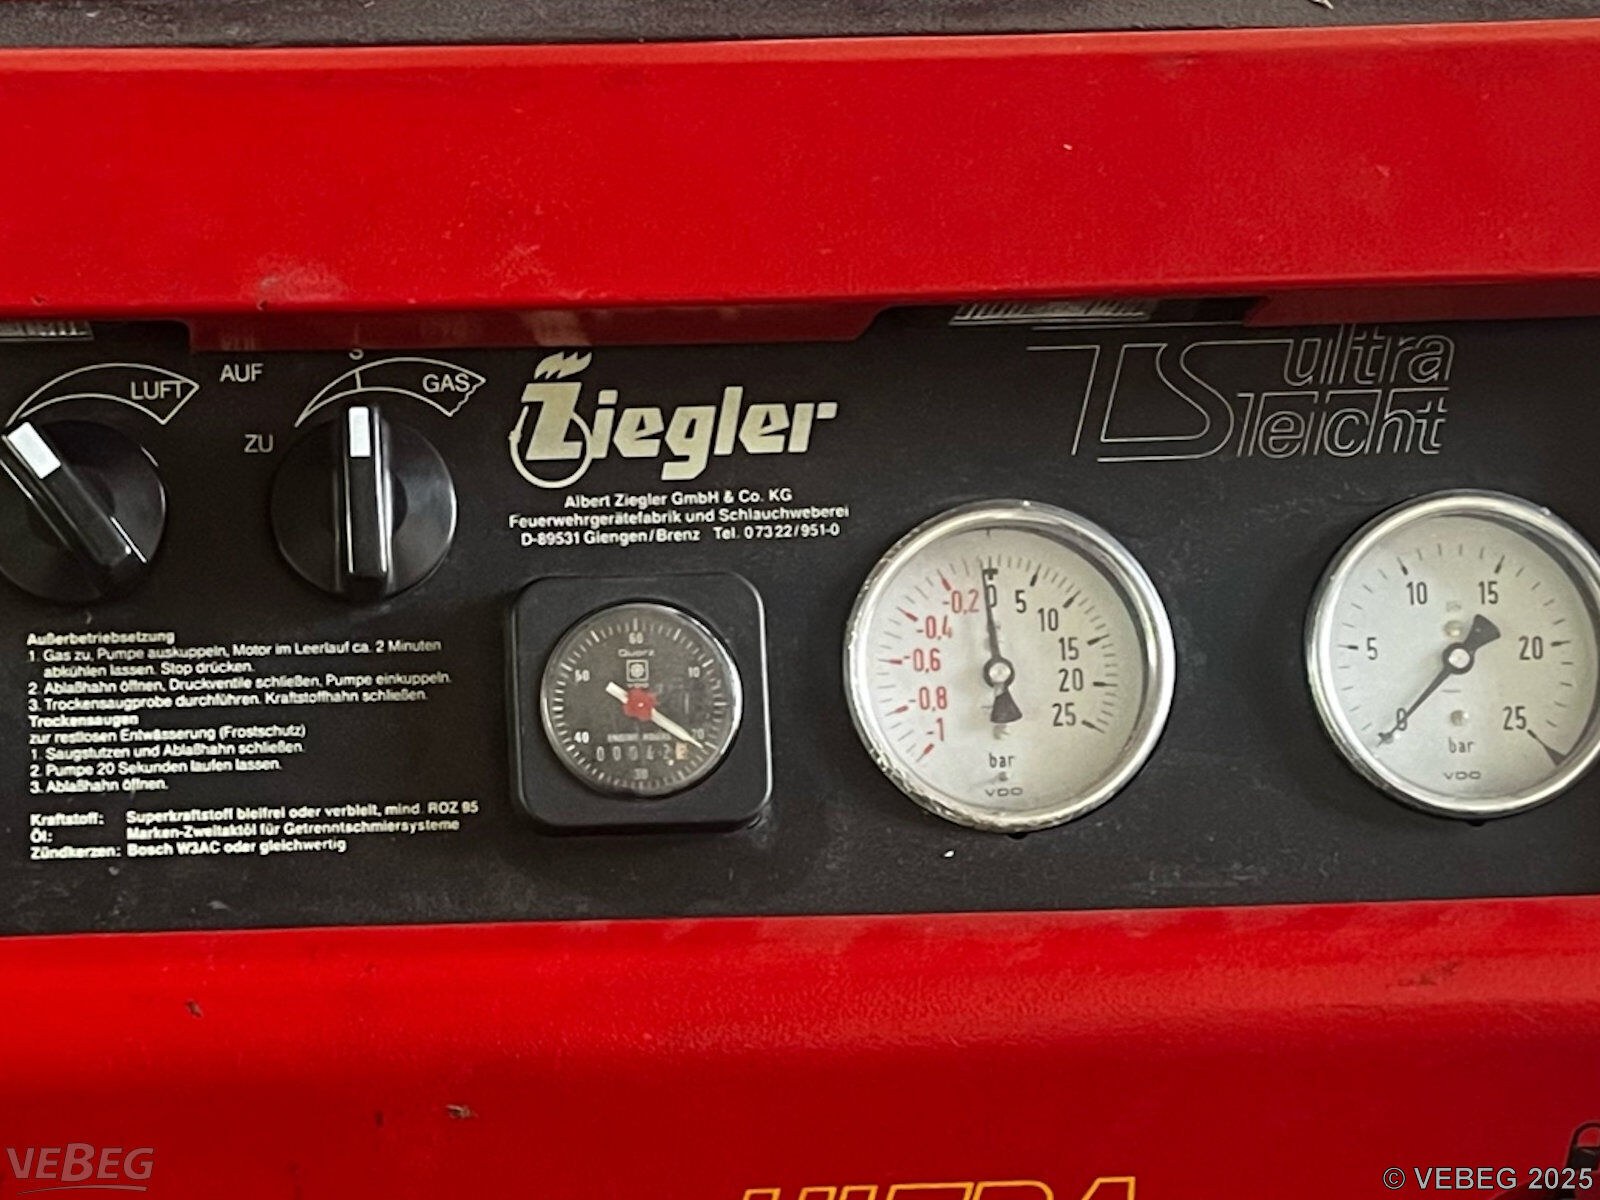 LUFT
AUF
ZU
GAS
Ziegler
Albert Ziegler GmbH & Co. KG
Feuerwehrgerätefabrik und Schlauchweberei
D-89531 Giengen/Brenz Tel. 0 73 22 / 951-0
TS ultra
leicht
Außerbetriebsetzung
1. Gas zu, Pumpe auskuppeln, Motor im Leerlauf ca. 2 Minuten
abkühlen lassen. Stop drücken.
2. Ablaßhahn öffnen, Druckventile schließen, Pumpe einkuppeln.
3. Trockensaugprobe durchführen. Kraftstoffhahn schließen.
Trockensaugen
zur restlosen Entwässerung (Frostschutz)
1. Saugstutzen und Ablaßhahn schließen.
2. Pumpe 20 Sekunden laufen lassen.
3. Ablaßhahn öffnen.
Kraftstoff: Superkraftstoff bleifrei oder verbleit, mind. ROZ 95
Öl: Marken-Zweitaktöl für Getrenntschmiersysteme
Zündkerzen: Bosch W3AC oder gleichwertig
60
Quarz
50 10
40 20
ENGINE HOURS
30
-1 -0,8 -0,6 -0,4 -0,2 0 5 10 15 20 25
bar
VDO
0 5 10 15 20 25
bar
VDO
VEBEG
© VEBEG 2025